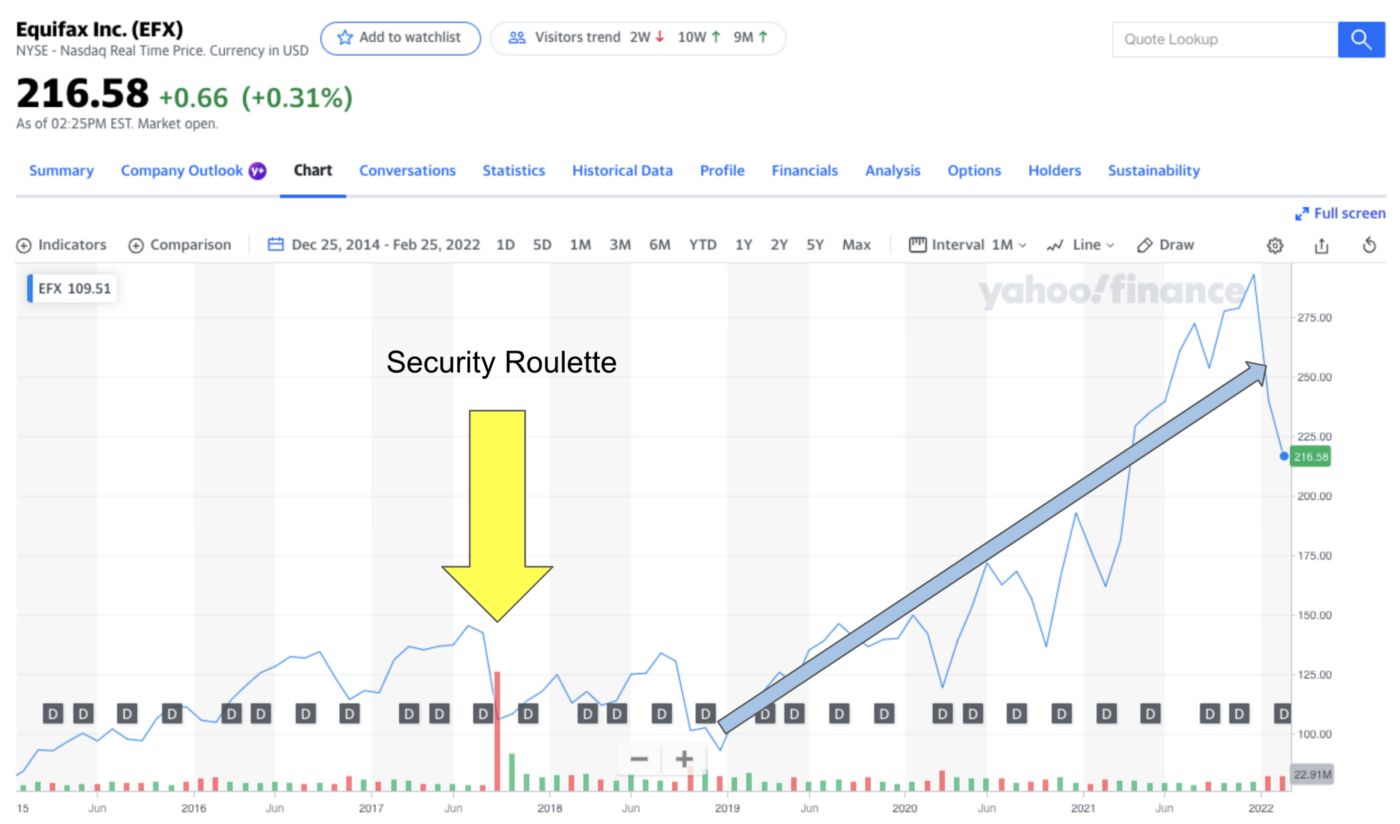 Equifax Inc. (EFX)
NYSE - Nasdaq Real Time Price. Currency in USD
Add to watchlist
Visitors trend 2W 10W 9M
Quote Lookup
216.58 +0.66 (+0.31%)
As of 02:25PM EST. Market open.
Summary Company Outlook Y+ Chart Conversations Statistics Historical Data Profile Financials Analysis Options Holders Sustainability
Full screen
Indicators Comparison Dec 25, 2014 - Feb 25, 2022 1D 5D 1M 3M 6M YTD 1Y 2Y 5Y Max Interval 1M Line Draw
EFX 109.51
yahoo!finance
275.00
Security Roulette
250.00
225.00
216.58
200.00
175.00
150.00
125.00
D D D D D D D D D D D D D D D D D D D D D D D D D D D D D
100.00
22.91M
15 Jun 2016 Jun 2017 Jun 2018 Jun 2019 Jun 2020 Jun 2021 Jun 2022